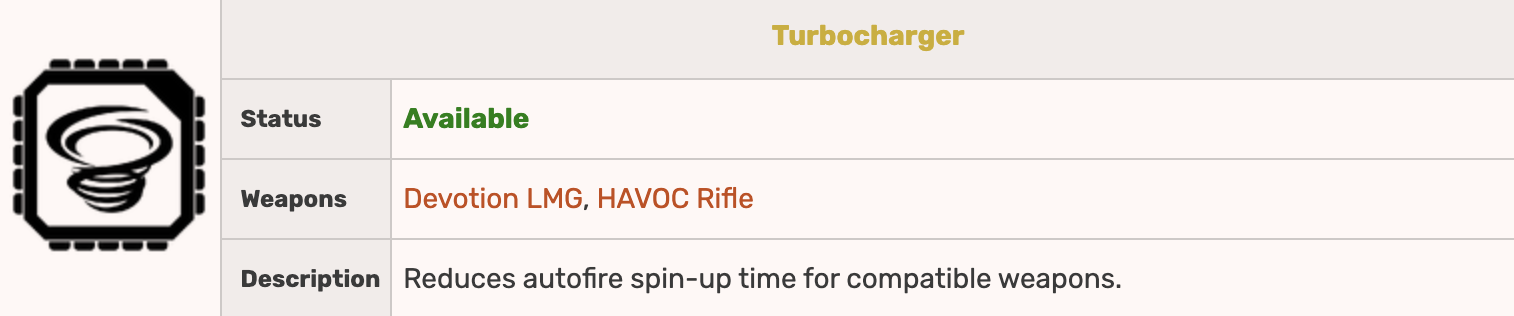 Turbocharger
Status Available
Weapons Devotion LMG, HAVOC Rifle
Description Reduces autofire spin-up time for compatible weapons.